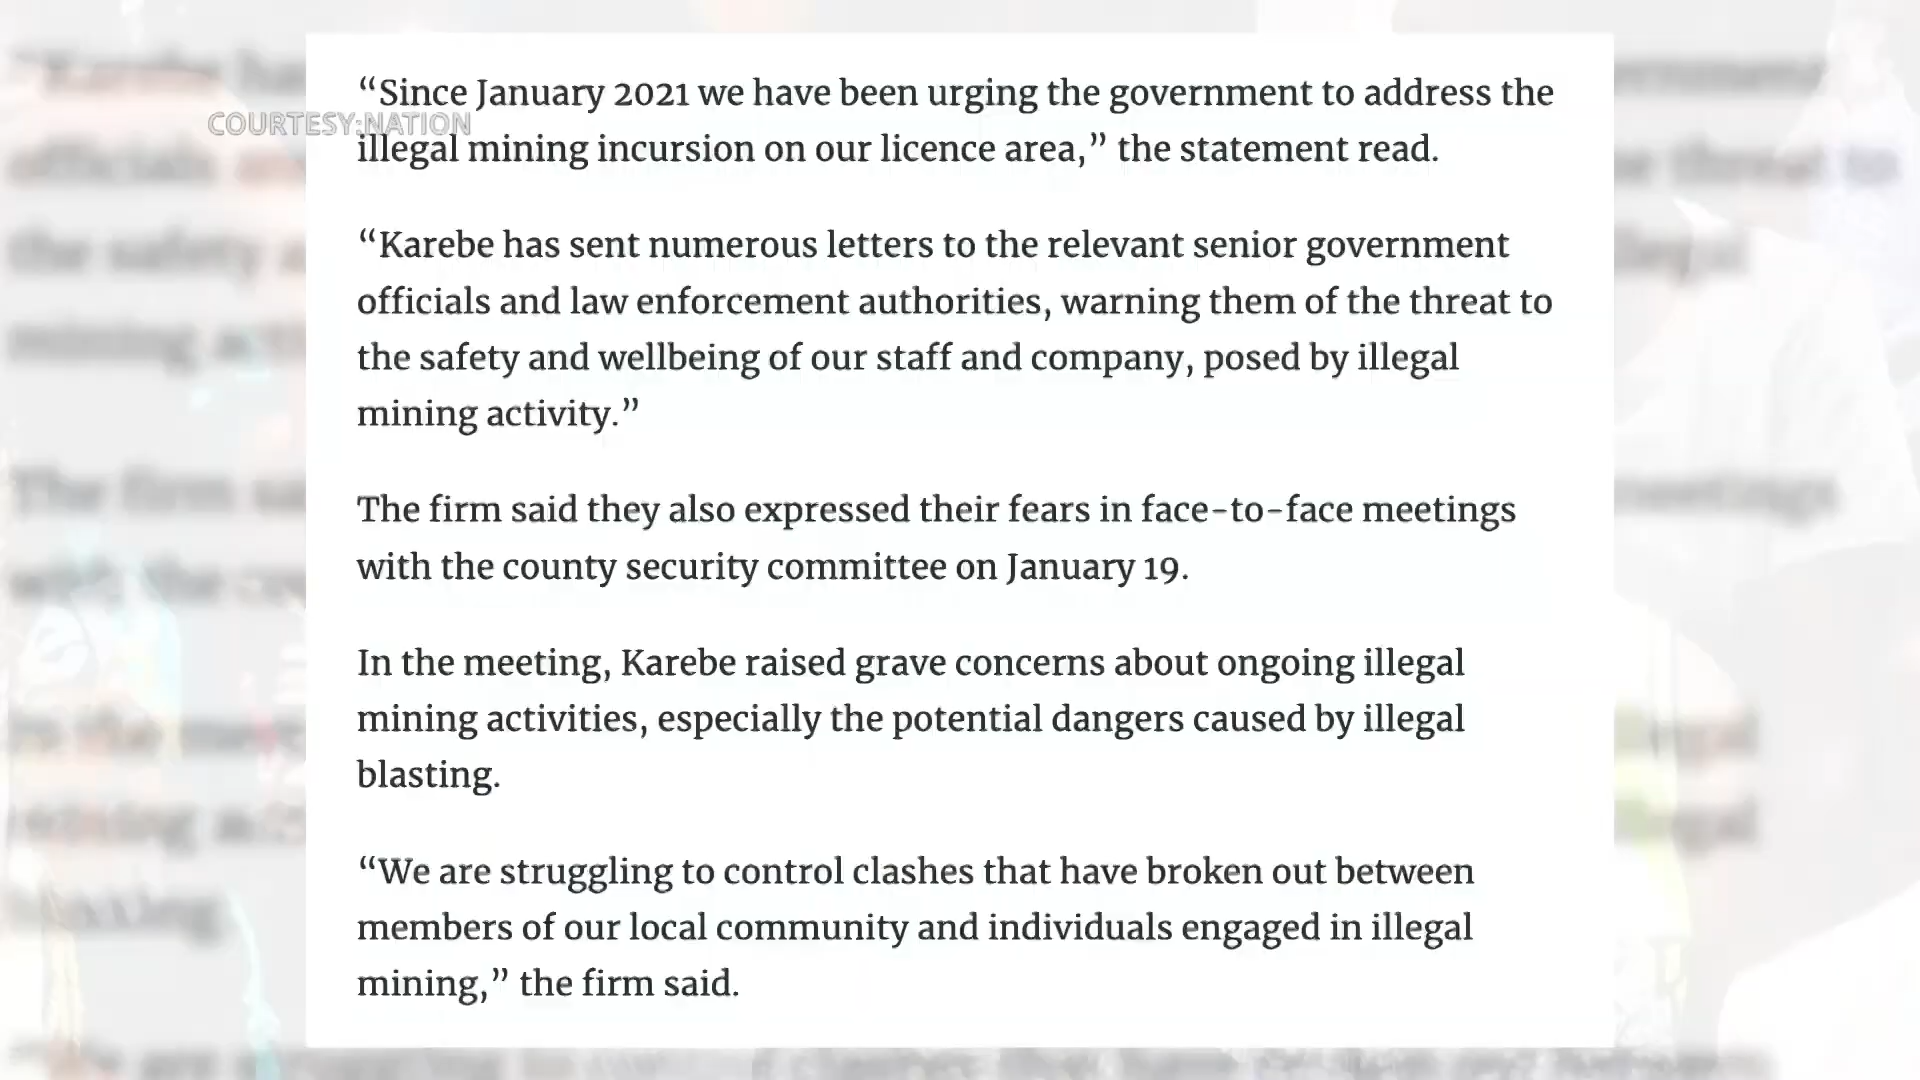 “Since January 2021 we have been urging the government to address the
COURTESY:NATION
illegal mining incursion on our licence area,” the statement read.
“Karebe has sent numerous letters to the relevant senior government
officials and law enforcement authorities, warning them of the threat to
the safety and wellbeing of our staff and company, posed by illegal
mining activity.”
The firm said they also expressed their fears in face-to-face meetings
with the county security committee on January 19.
In the meeting, Karebe raised grave concerns about ongoing illegal
mining activities, especially the potential dangers caused by illegal
blasting.
“We are struggling to control clashes that have broken out between
members of our local community and individuals engaged in illegal
mining,” the firm said.